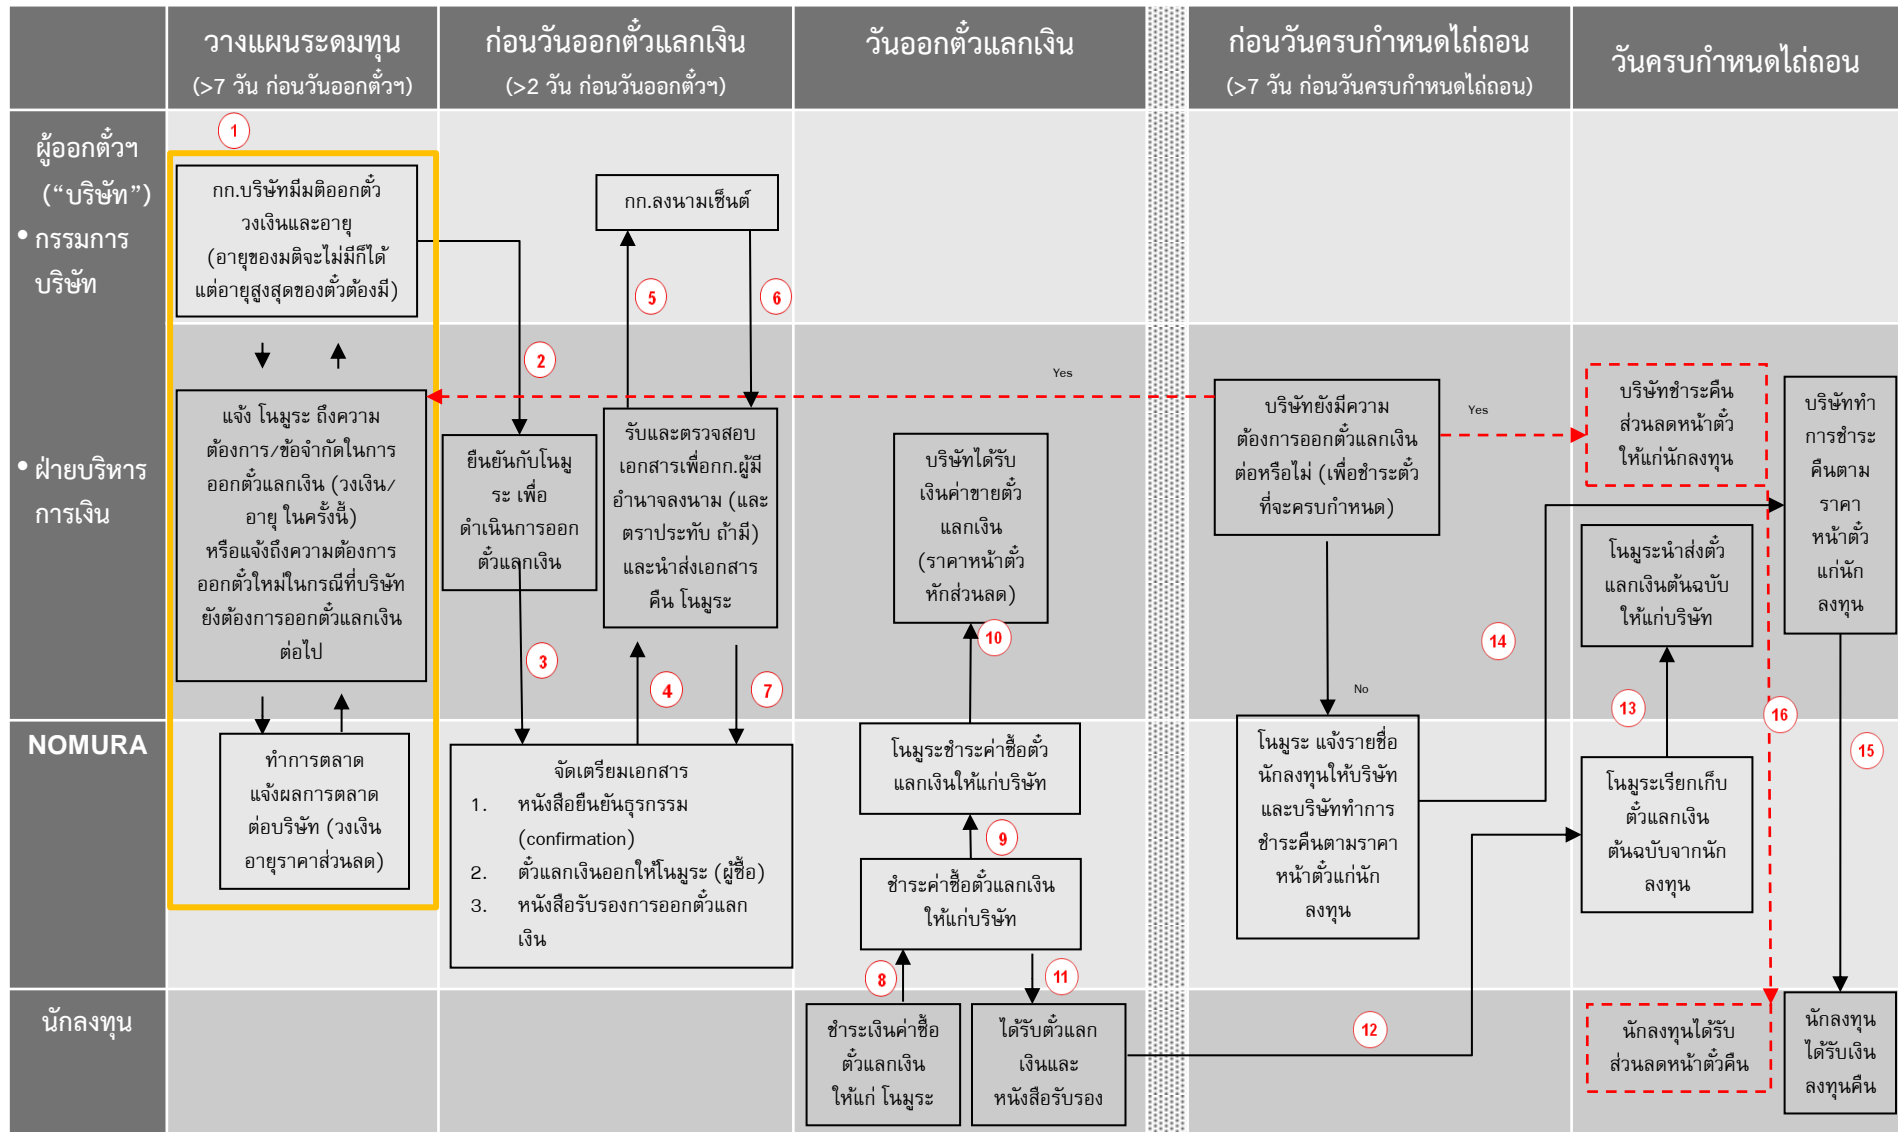 วางแผนระดมทุน
(>7 วัน ก่อนวันออกตั๋วฯ)
ก่อนวันออกตั๋วแลกเงิน
(>2 วัน ก่อนวันออกตั๋วฯ)
วันออกตั๋วแลกเงิน
ก่อนวันครบกำหนดไถ่ถอน
(>7 วัน ก่อนวันครบกำหนดไถ่ถอน)
วันครบกำหนดไถ่ถอน
ผู้ออกตั๋วฯ
(“บริษัท”)
• กรรมการ
บริษัท
1
กก.บริษัทมีมติออกตั๋ว
วงเงินและอายุ
(อายุของมติจะไม่มีก็ได้
แต่อายุสูงสุดของตั๋วต้องมี)
กก.ลงนามเซ็นต์
5
6
2
• ฝ่ายบริหาร
การเงิน
แจ้ง โนมูระ ถึงความ
ต้องการ/ข้อจำกัดในการ
ออกตั๋วแลกเงิน (วงเงิน/
อายุ ในครั้งนี้)
หรือแจ้งถึงความต้องการ
ออกตั๋วใหม่ในกรณีที่บริษัท
ยังต้องการออกตั๋วแลกเงิน
ต่อไป
ยืนยันกับโนมู
ระ เพื่อ
ดำเนินการออก
ตั๋วแลกเงิน
รับและตรวจสอบ
เอกสารเพื่อกก.ผู้มี
อำนาจลงนาม (และ
ตราประทับ ถ้ามี)
และนำส่งเอกสาร
คืน โนมูระ
3
4
7
บริษัทได้รับ
เงินค่าขายตั๋ว
แลกเงิน
(ราคาหน้าตั๋ว
หักส่วนลด)
10
Yes
บริษัทยังมีความ
ต้องการออกตั๋วแลกเงิน
ต่อหรือไม่ (เพื่อชำระตั๋ว
ที่จะครบกำหนด)
Yes
No
14
บริษัทชำระคืน
ส่วนลดหน้าตั๋ว
ให้แก่นักลงทุน
โนมูระนำส่งตั๋ว
แลกเงินต้นฉบับ
ให้แก่บริษัท
13
16
บริษัททำ
การชำระ
คืนตาม
ราคา
หน้าตั๋ว
แก่นัก
ลงทุน
15
NOMURA
ทำการตลาด
แจ้งผลการตลาด
ต่อบริษัท (วงเงิน
อายุราคาส่วนลด)
จัดเตรียมเอกสาร
1. หนังสือยืนยันธุรกรรม
(confirmation)
2. ตั๋วแลกเงินออกให้โนมูระ (ผู้ซื้อ)
3. หนังสือรับรองการออกตั๋วแลก
เงิน
โนมูระชำระค่าซื้อตั๋ว
แลกเงินให้แก่บริษัท
9
ชำระค่าซื้อตั๋วแลกเงิน
ให้แก่บริษัท
8
11
โนมูระ แจ้งรายชื่อ
นักลงทุนให้บริษัท
และบริษัททำการ
ชำระคืนตามราคา
หน้าตั๋วแก่นัก
ลงทุน
โนมูระเรียกเก็บ
ตั๋วแลกเงิน
ต้นฉบับจากนัก
ลงทุน
นักลงทุน
ชำระเงินค่าซื้อ
ตั๋วแลกเงิน
ให้แก่ โนมูระ
ได้รับตั๋วแลก
เงินและ
หนังสือรับรอง
12
นักลงทุนได้รับ
ส่วนลดหน้าตั๋วคืน
นักลงทุน
ได้รับเงิน
ลงทุนคืน